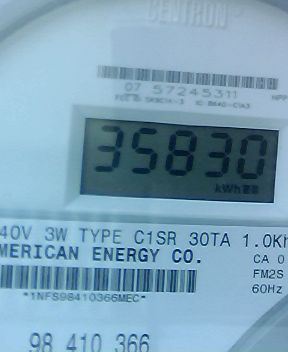 CENTRON
07 57245311
35830
kWh
40V 3W TYPE C1SR 30TA 1.0Kh
MERICAN ENERGY CO.
CA 0
FM2S
60Hz
*1NFS98410366MEC*
98 410 366